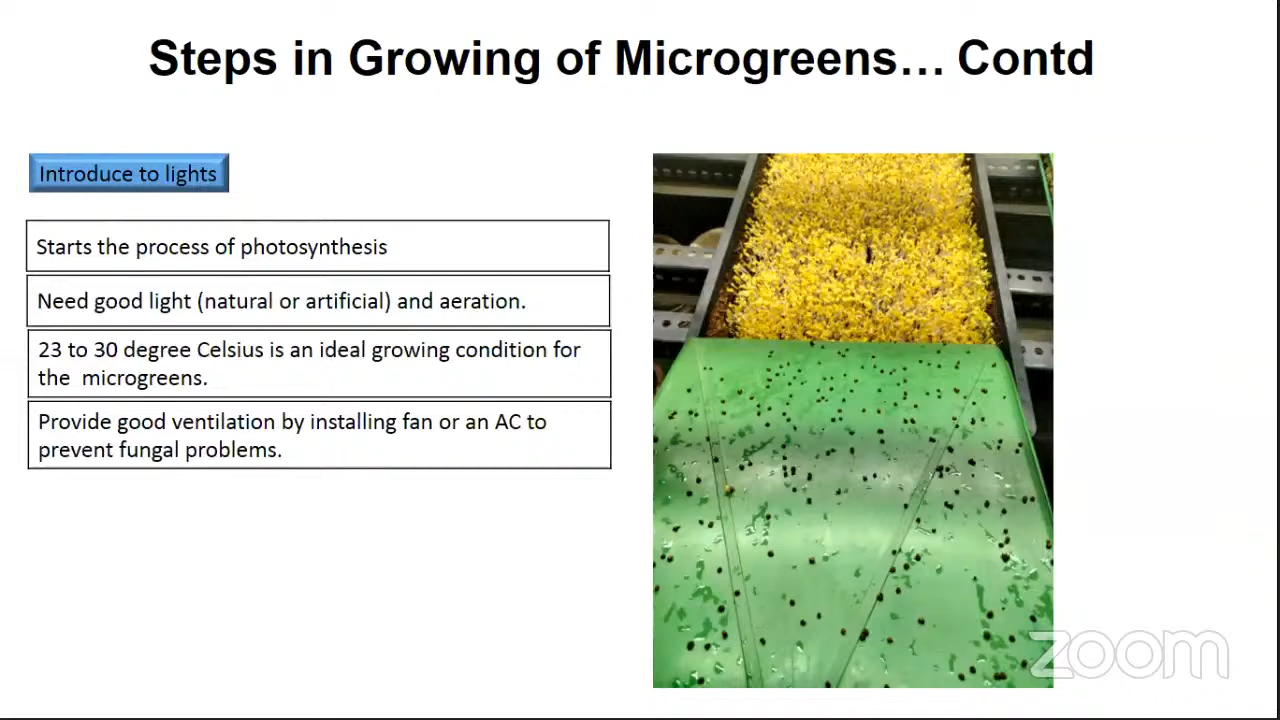 Steps in Growing of Microgreens... Contd
Introduce to lights
Starts the process of photosynthesis
Need good light (natural or artificial) and aeration.
23 to 30 degree Celsius is an ideal growing condition for
the  microgreens.
Provide good ventilation by installing fan or an AC to
prevent fungal problems.
zoom